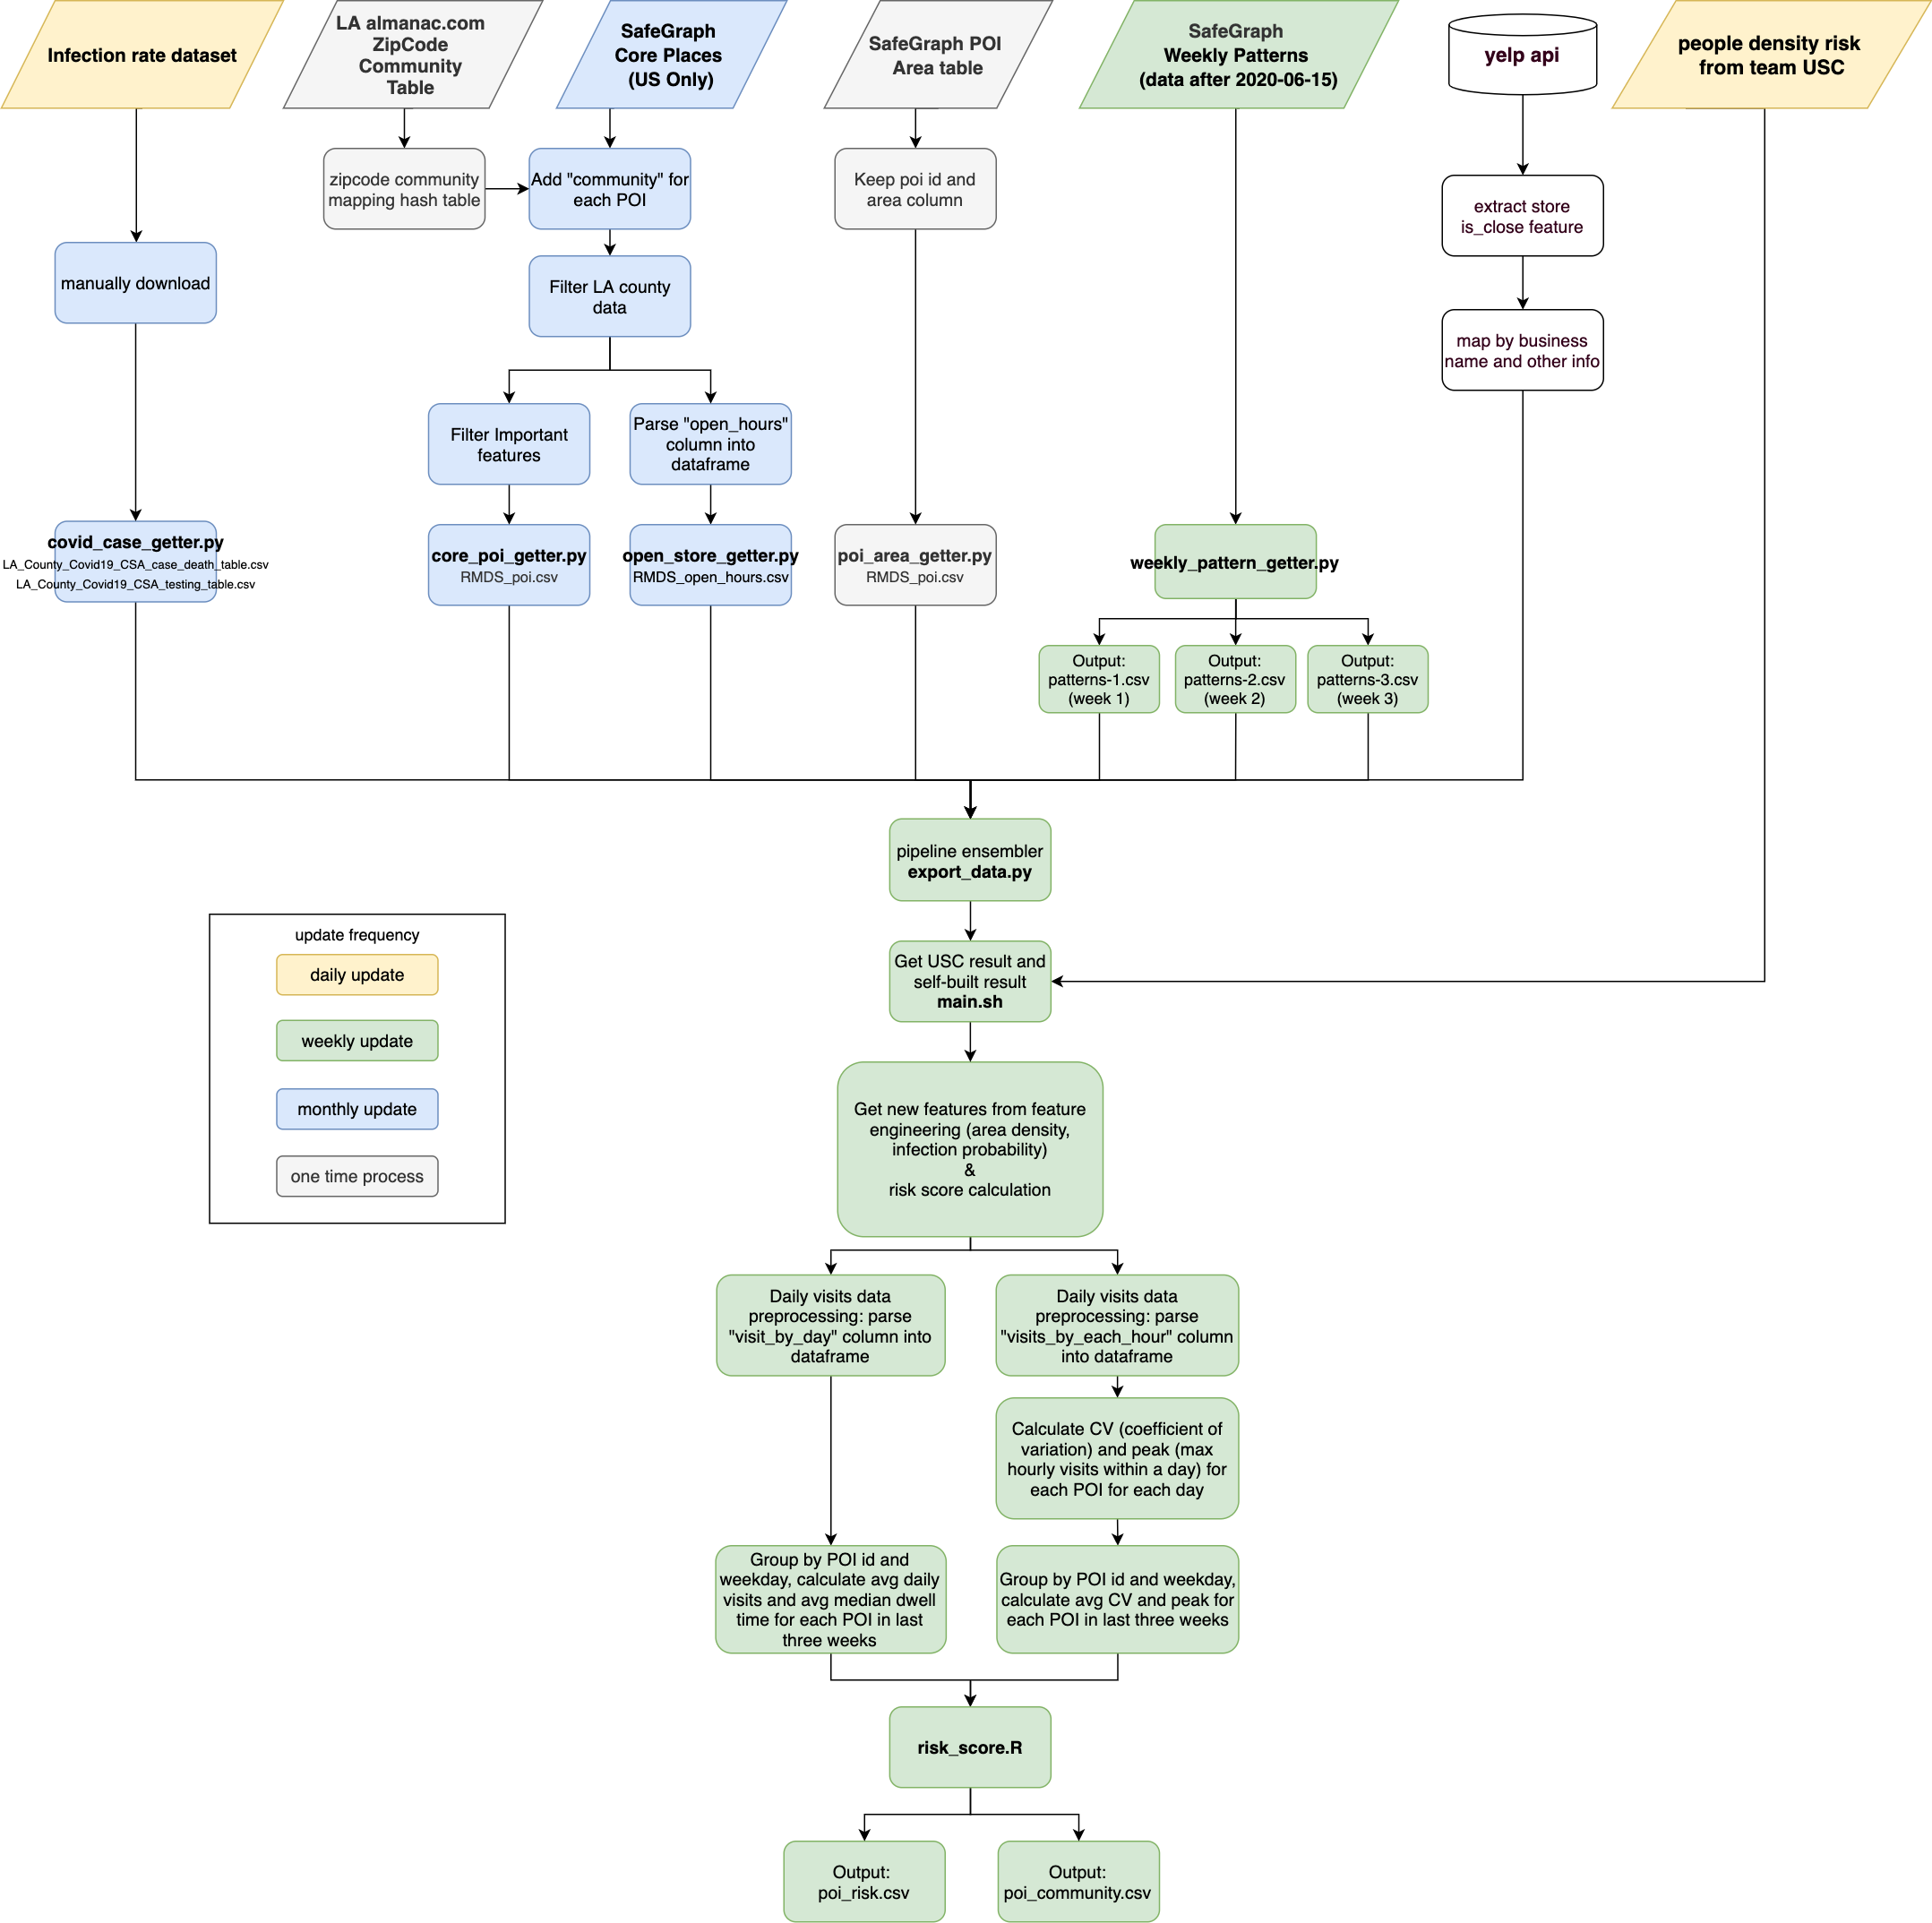 Infection rate dataset
LA almanac.com
ZipCode
Community
Table
SafeGraph
Core Places
(US Only)
SafeGraph POI
Area table
SafeGraph
Weekly Patterns
(data after 2020-06-15)
yelp api
people density risk
from team USC
zipcode community
mapping hash table
Add "community" for
each POI
Keep poi id and
area column
extract store
is_close feature
manually download
Filter LA county
data
map by business
name and other info
Filter Important
features
Parse "open_hours"
column into
dataframe
covid_case_getter.py
LA_County_Covid19_CSA_case_death_table.csv
LA_County_Covid19_CSA_testing_table.csv
core_poi_getter.py
RMDS_poi.csv
open_store_getter.py
RMDS_open_hours.csv
poi_area_getter.py
RMDS_poi.csv
weekly_pattern_getter.py
Output:
patterns-1.csv
(week 1)
Output:
patterns-2.csv
(week 2)
Output:
patterns-3.csv
(week 3)
pipeline ensembler
export_data.py
update frequency
daily update
weekly update
monthly update
one time process
Get USC result and
self-built result
main.sh
Get new features from feature
engineering (area density,
infection probability)
&
risk score calculation
Daily visits data
preprocessing: parse
"visit_by_day" column into
dataframe
Daily visits data
preprocessing: parse
"visits_by_each_hour" column
into dataframe
Calculate CV (coefficient of
variation) and peak (max
hourly visits within a day) for
each POI for each day
Group by POI id and
weekday, calculate avg daily
visits and avg median dwell
time for each POI in last
three weeks
Group by POI id and weekday,
calculate avg CV and peak for
each POI in last three weeks
risk_score.R
Output:
poi_risk.csv
Output:
poi_community.csv